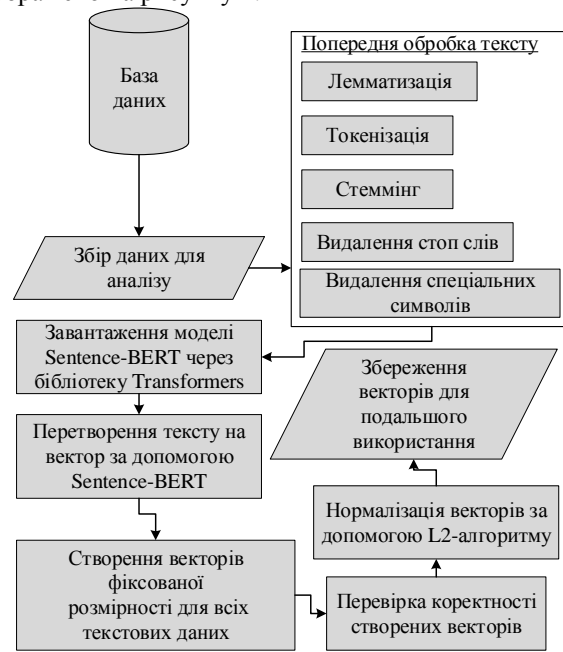 База
даних
Попередня обробка тексту
Лемматизація
Токенізація
Стеммінг
Видалення стоп слів
Видалення спеціальних
символів
Збір даних для
аналізу
Завантаження моделі
Sentence-BERT через
бібліотеку Transformers
Перетворення тексту на
вектор за допомогою
Sentence-BERT
Створення векторів
фіксованої
розмірності для всіх
текстових даних
Перевірка коректності
створених векторів
Нормалізація векторів за
допомогою L2-алгоритму
Збереження
векторів для
подальшого
використання